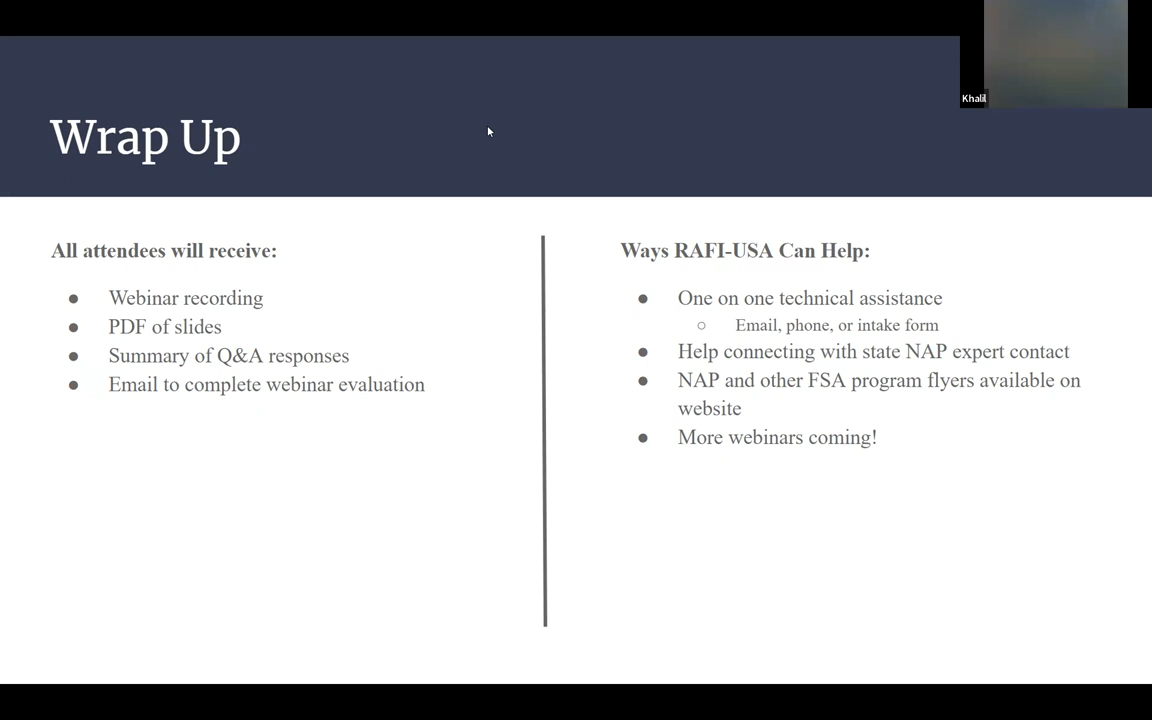 Khalil
Wrap Up
All attendees will receive:
● Webinar recording
● PDF of slides
● Summary of Q&A responses
● Email to complete webinar evaluation
Ways RAFI-USA Can Help:
● One on one technical assistance
○ Email, phone, or intake form
● Help connecting with state NAP expert contact
● NAP and other FSA program flyers available on
website
● More webinars coming!